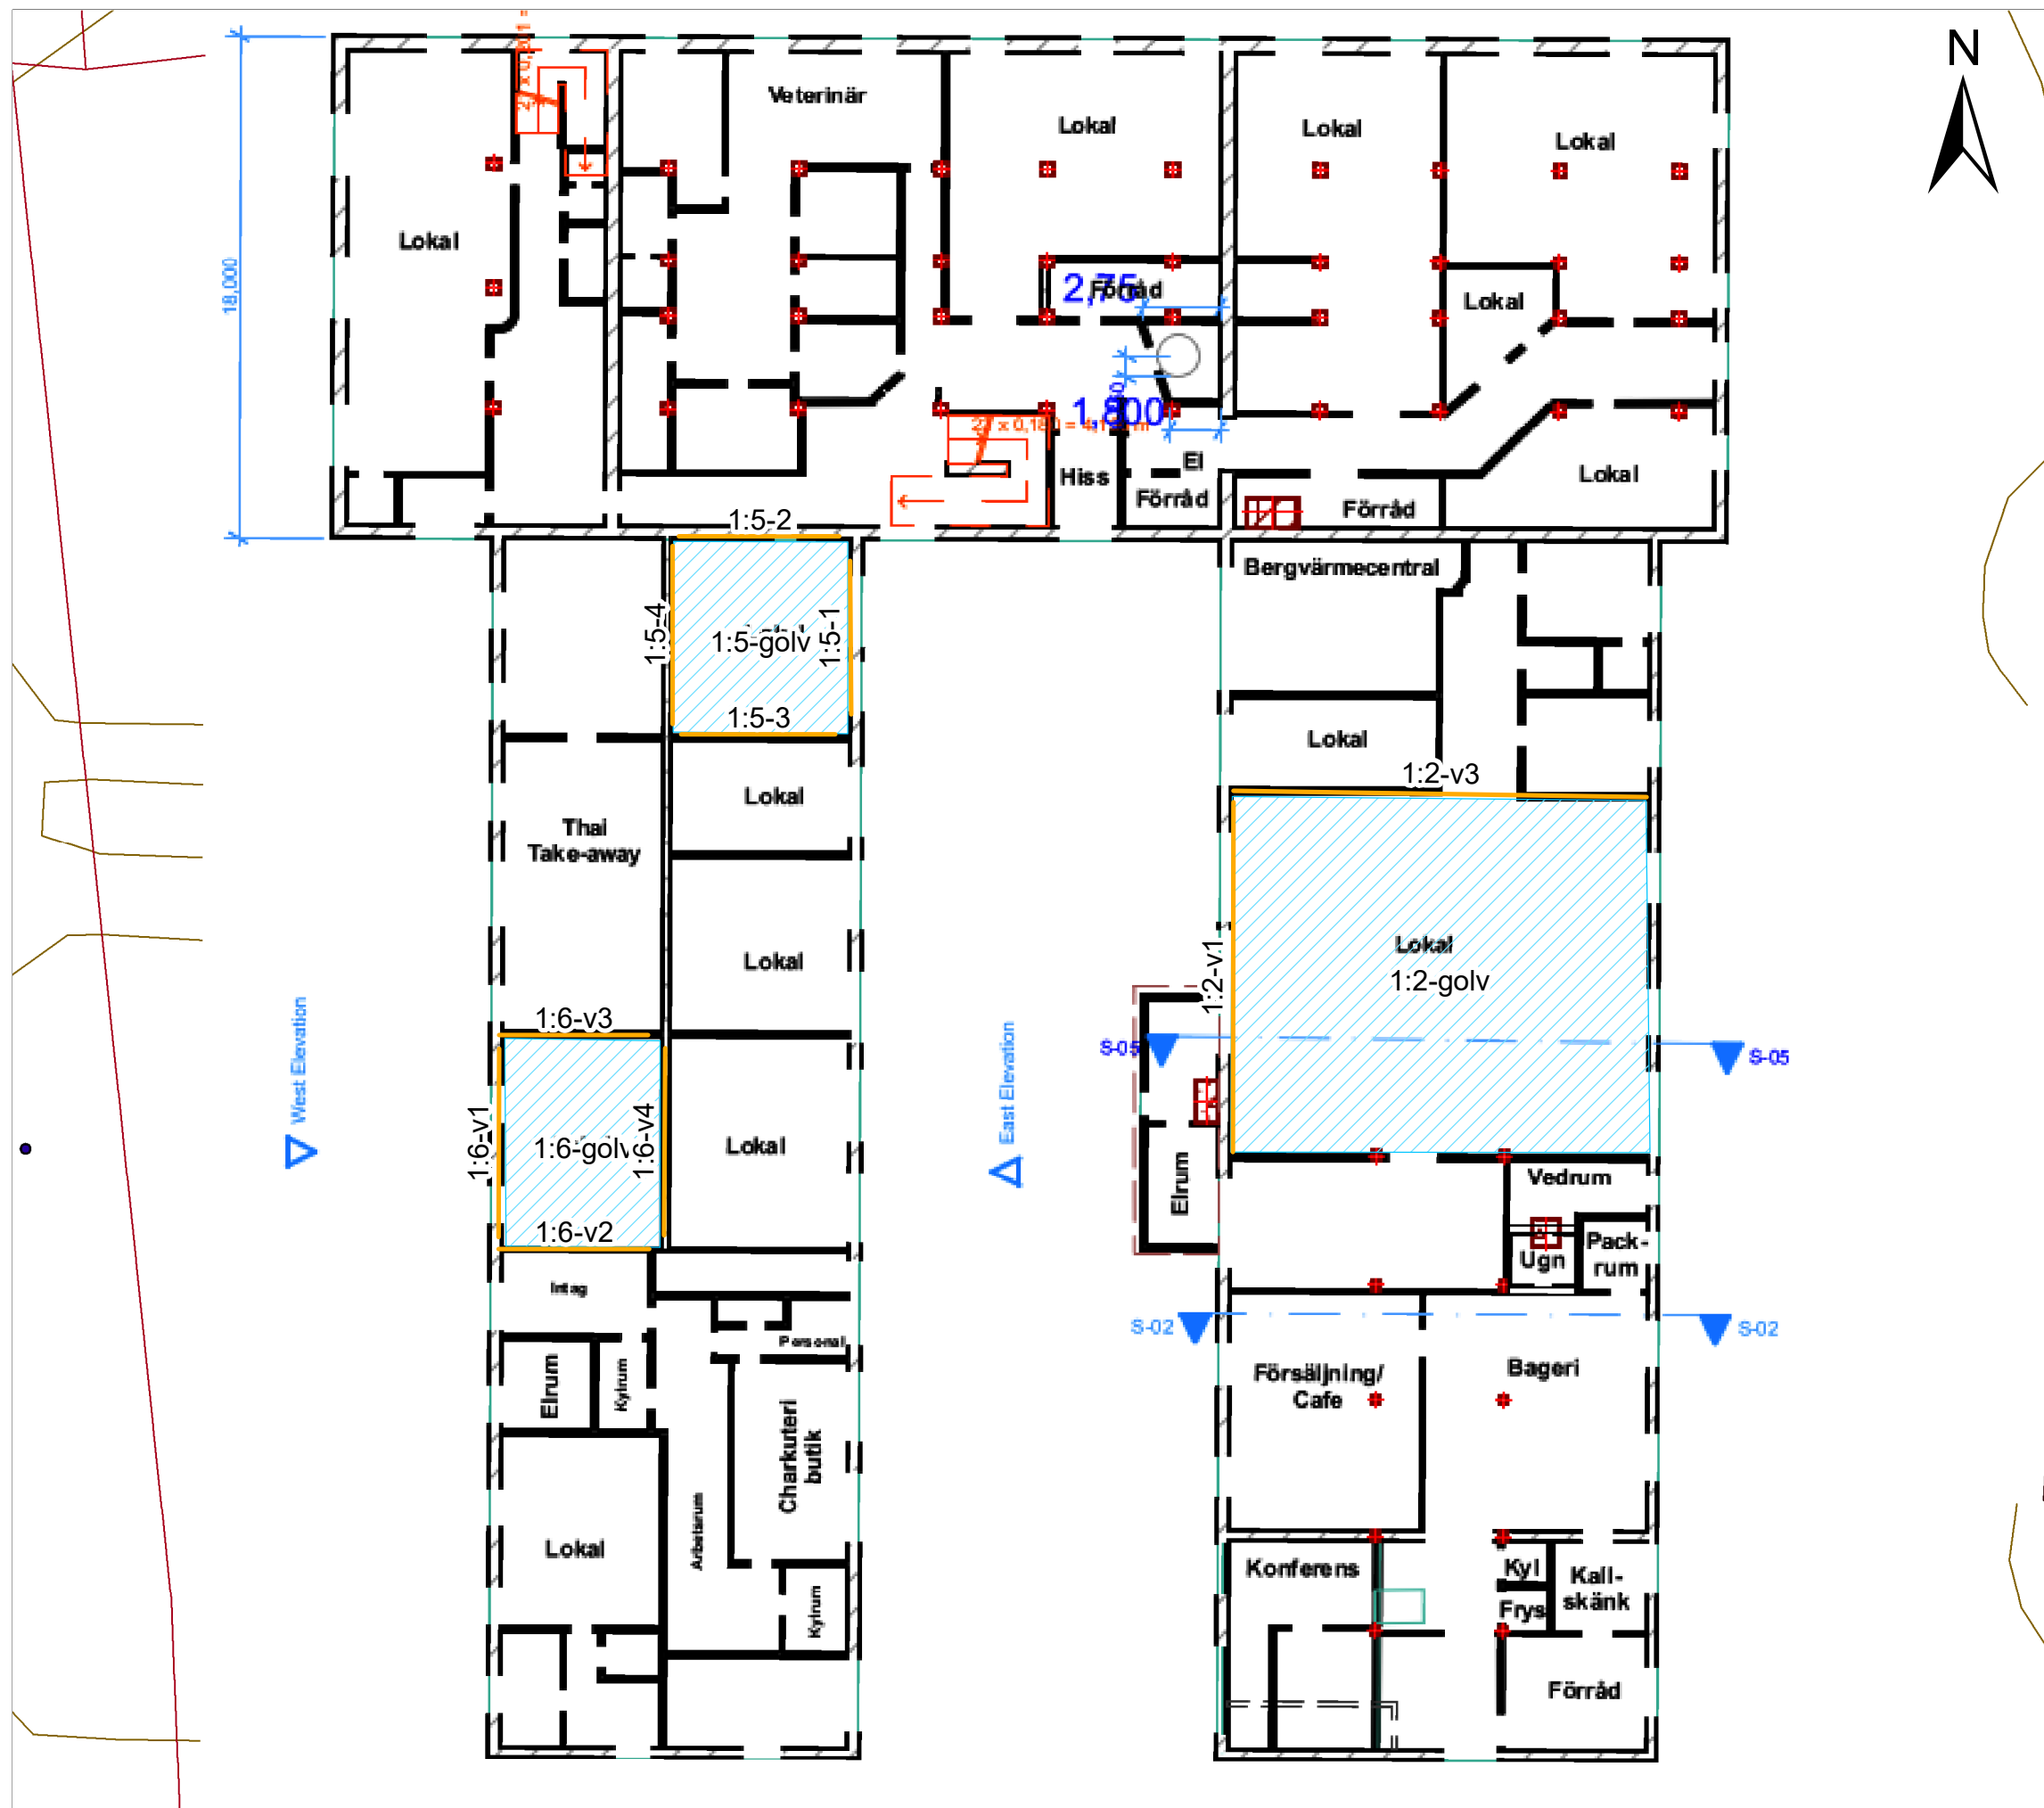 N
Veterinär
Lokal
Lokal
Lokal
Lokal
18,000
Lokal
2,75
Förråd
1,800
Hiss
El
Förråd
Förråd
Lokal
1:5-2
1:5-4
1:5-golv
1:5-1
1:5-3
Bergvärmecentral
Lokal
1:2-v3
Lokal
Thai
Take-away
Lokal
Lokal
1:2-golv
1:2-v1
West Elevation
East Elevation
S-05
S-05
1:6-v3
1:6-v1
1:6-golv
1:6-v4
1:6-v2
Lokal
Elrum
Vedrum
Ugn
Pack-
rum
Intag
Personal
S-02
S-02
Elrum
Kylrum
Försäljning/
Cafe
Bageri
Charkuteri
butik
Arbetsrum
Lokal
Kylrum
Konferens
Kyl
Frys
Kall-
skänk
Förråd